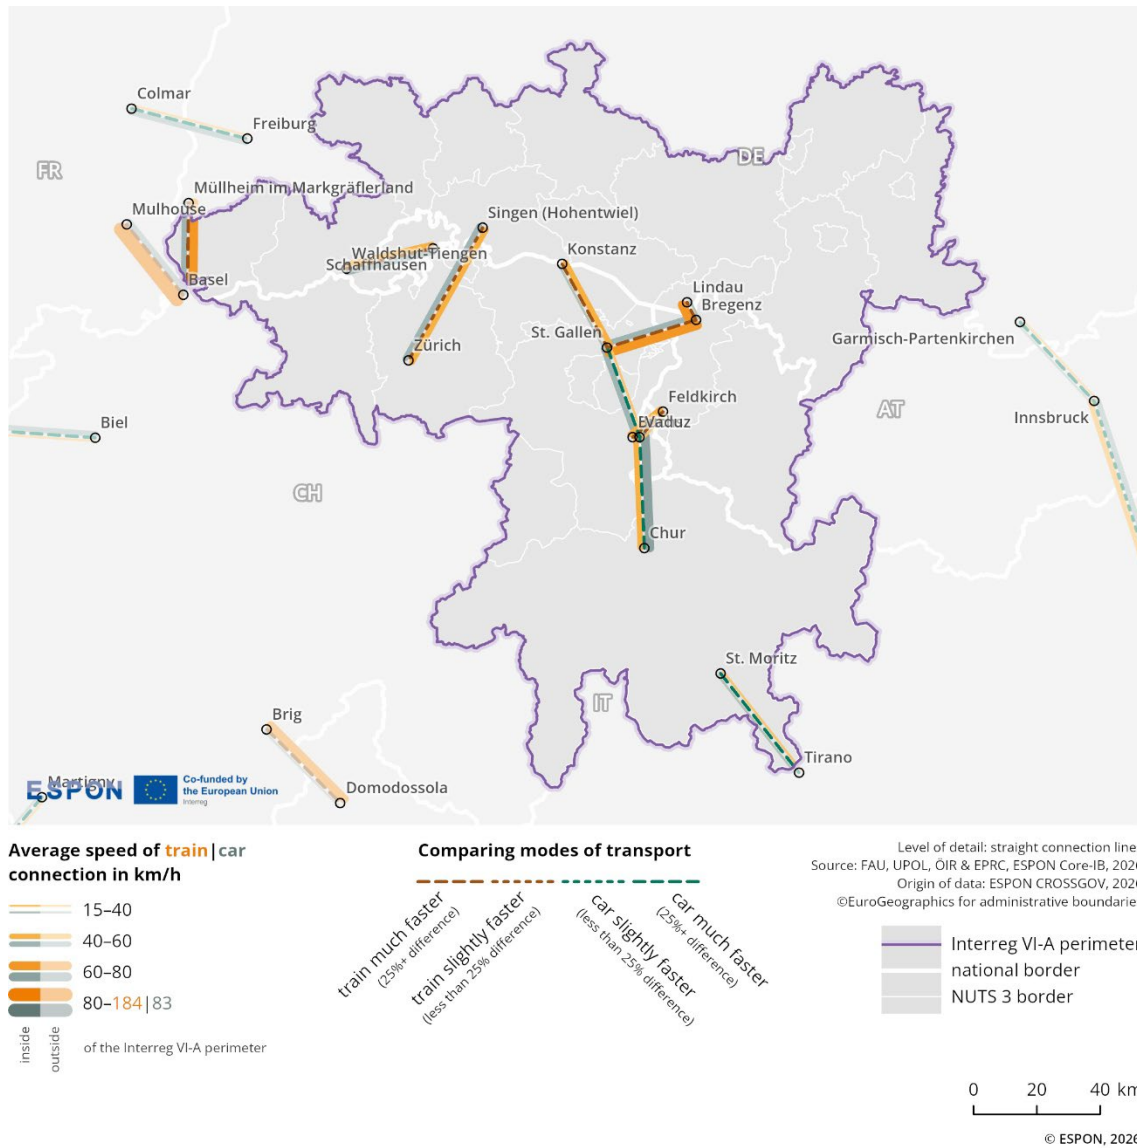 Colmar
Freiburg
FR
DE
Müllheim im Markgräflerland
Mulhouse
Singen (Hohentwiel)
Waldshut-Tiengen
Schaffhausen
Konstanz
Basel
Lindau
Bregenz
St. Gallen
Garmisch-Partenkirchen
Zürich
Feldkirch
AT
Innsbruck
Biel
Vaduz
CH
Chur
St. Moritz
IT
Brig
Tirano
Martigny
Domodossola
ESPON
Co-funded by
the European Union
Interreg
Average speed of train|car
connection in km/h
15–40
40–60
60–80
80–184|83
inside
outside
of the Interreg VI-A perimeter
Comparing modes of transport
train much faster
(25%+ difference)
train slightly faster
(less than 25% difference)
car slightly faster
(less than 25% difference)
car much faster
(25%+ difference)
Level of detail: straight connection line
Source: FAU, UPOL, ÖIR & EPRC, ESPON Core-IB, 2026
Origin of data: ESPON CROSSGOV, 2026
©EuroGeographics for administrative boundarie
Interreg VI-A perimeter
national border
NUTS 3 border
0 20 40 km
© ESPON, 2026